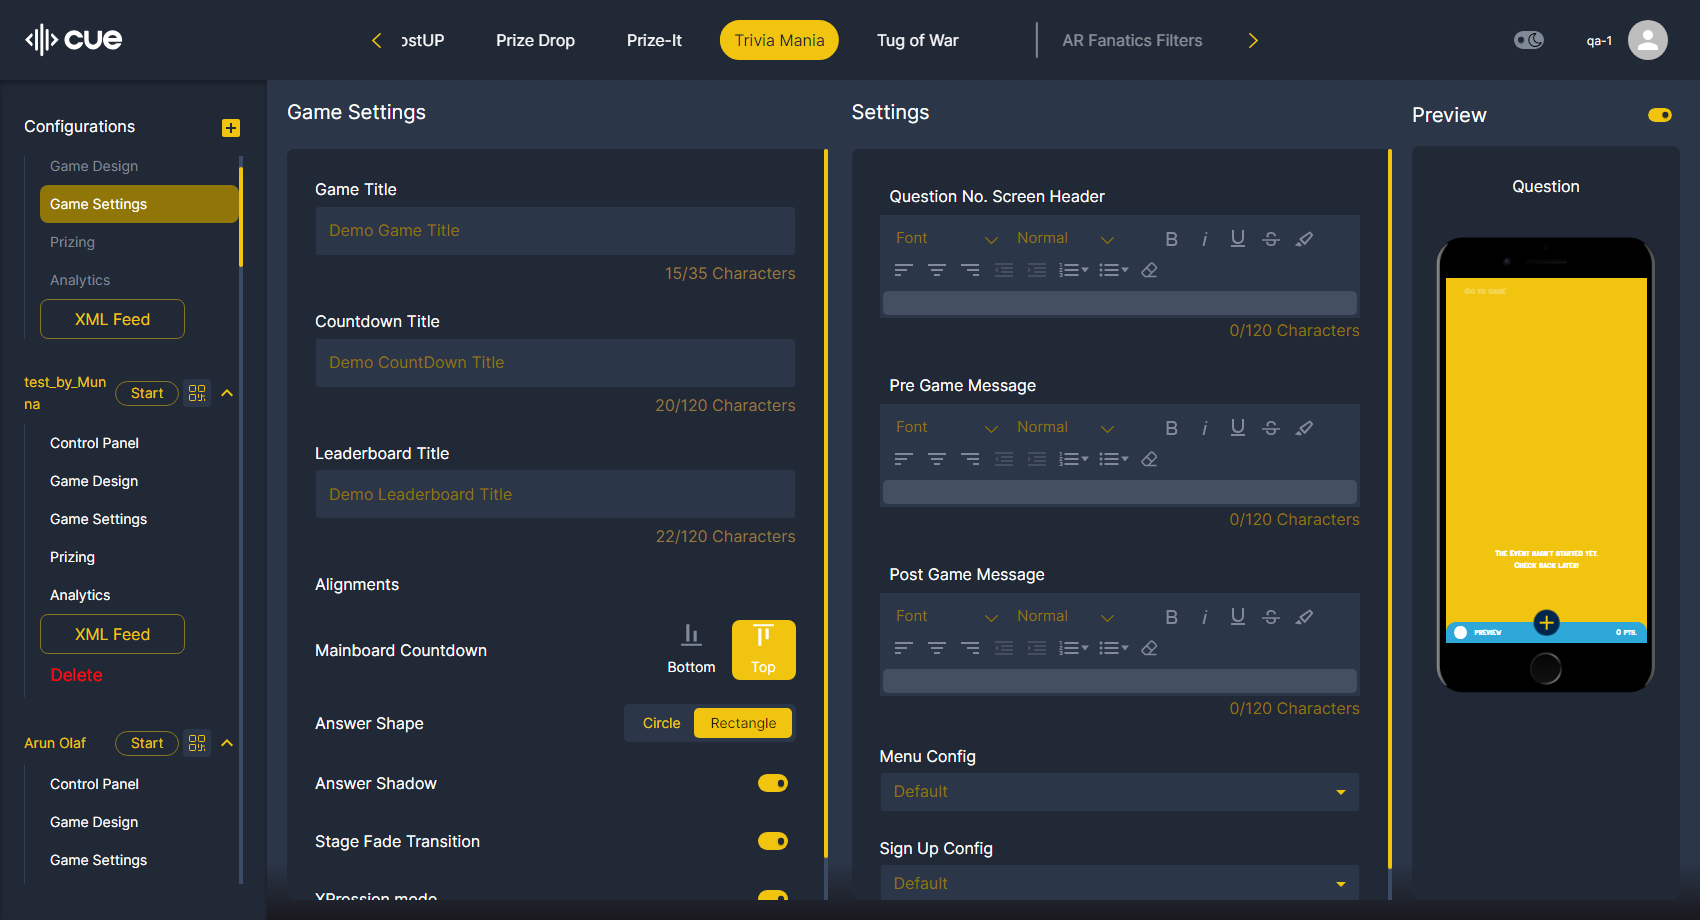 cue
ostUP
Prize Drop
Prize-It
Trivia Mania
Tug of War
AR Fanatics Filters
qa-1
Configurations
Game Design
Game Settings
Prizing
Analytics
XML Feed
test_by_Mun
na
Start
Control Panel
Game Design
Game Settings
Prizing
Analytics
XML Feed
Delete
Arun Olaf
Start
Control Panel
Game Design
Game Settings
Game Settings
Game Title
Demo Game Title
15/35 Characters
Countdown Title
Demo CountDown Title
20/120 Characters
Leaderboard Title
Demo Leaderboard Title
22/120 Characters
Alignments
Mainboard Countdown
Bottom
Top
Answer Shape
Circle
Rectangle
Answer Shadow
Stage Fade Transition
XPression mode
Settings
Question No. Screen Header
Font
Normal
B i U S
0/120 Characters
Pre Game Message
Font
Normal
B i U S
0/120 Characters
Post Game Message
Font
Normal
B i U S
0/120 Characters
Menu Config
Default
Sign Up Config
Default
Preview
Question
Go to game
The Event hasn't started yet.
Check back later!
PREVIEW
0 PTS.